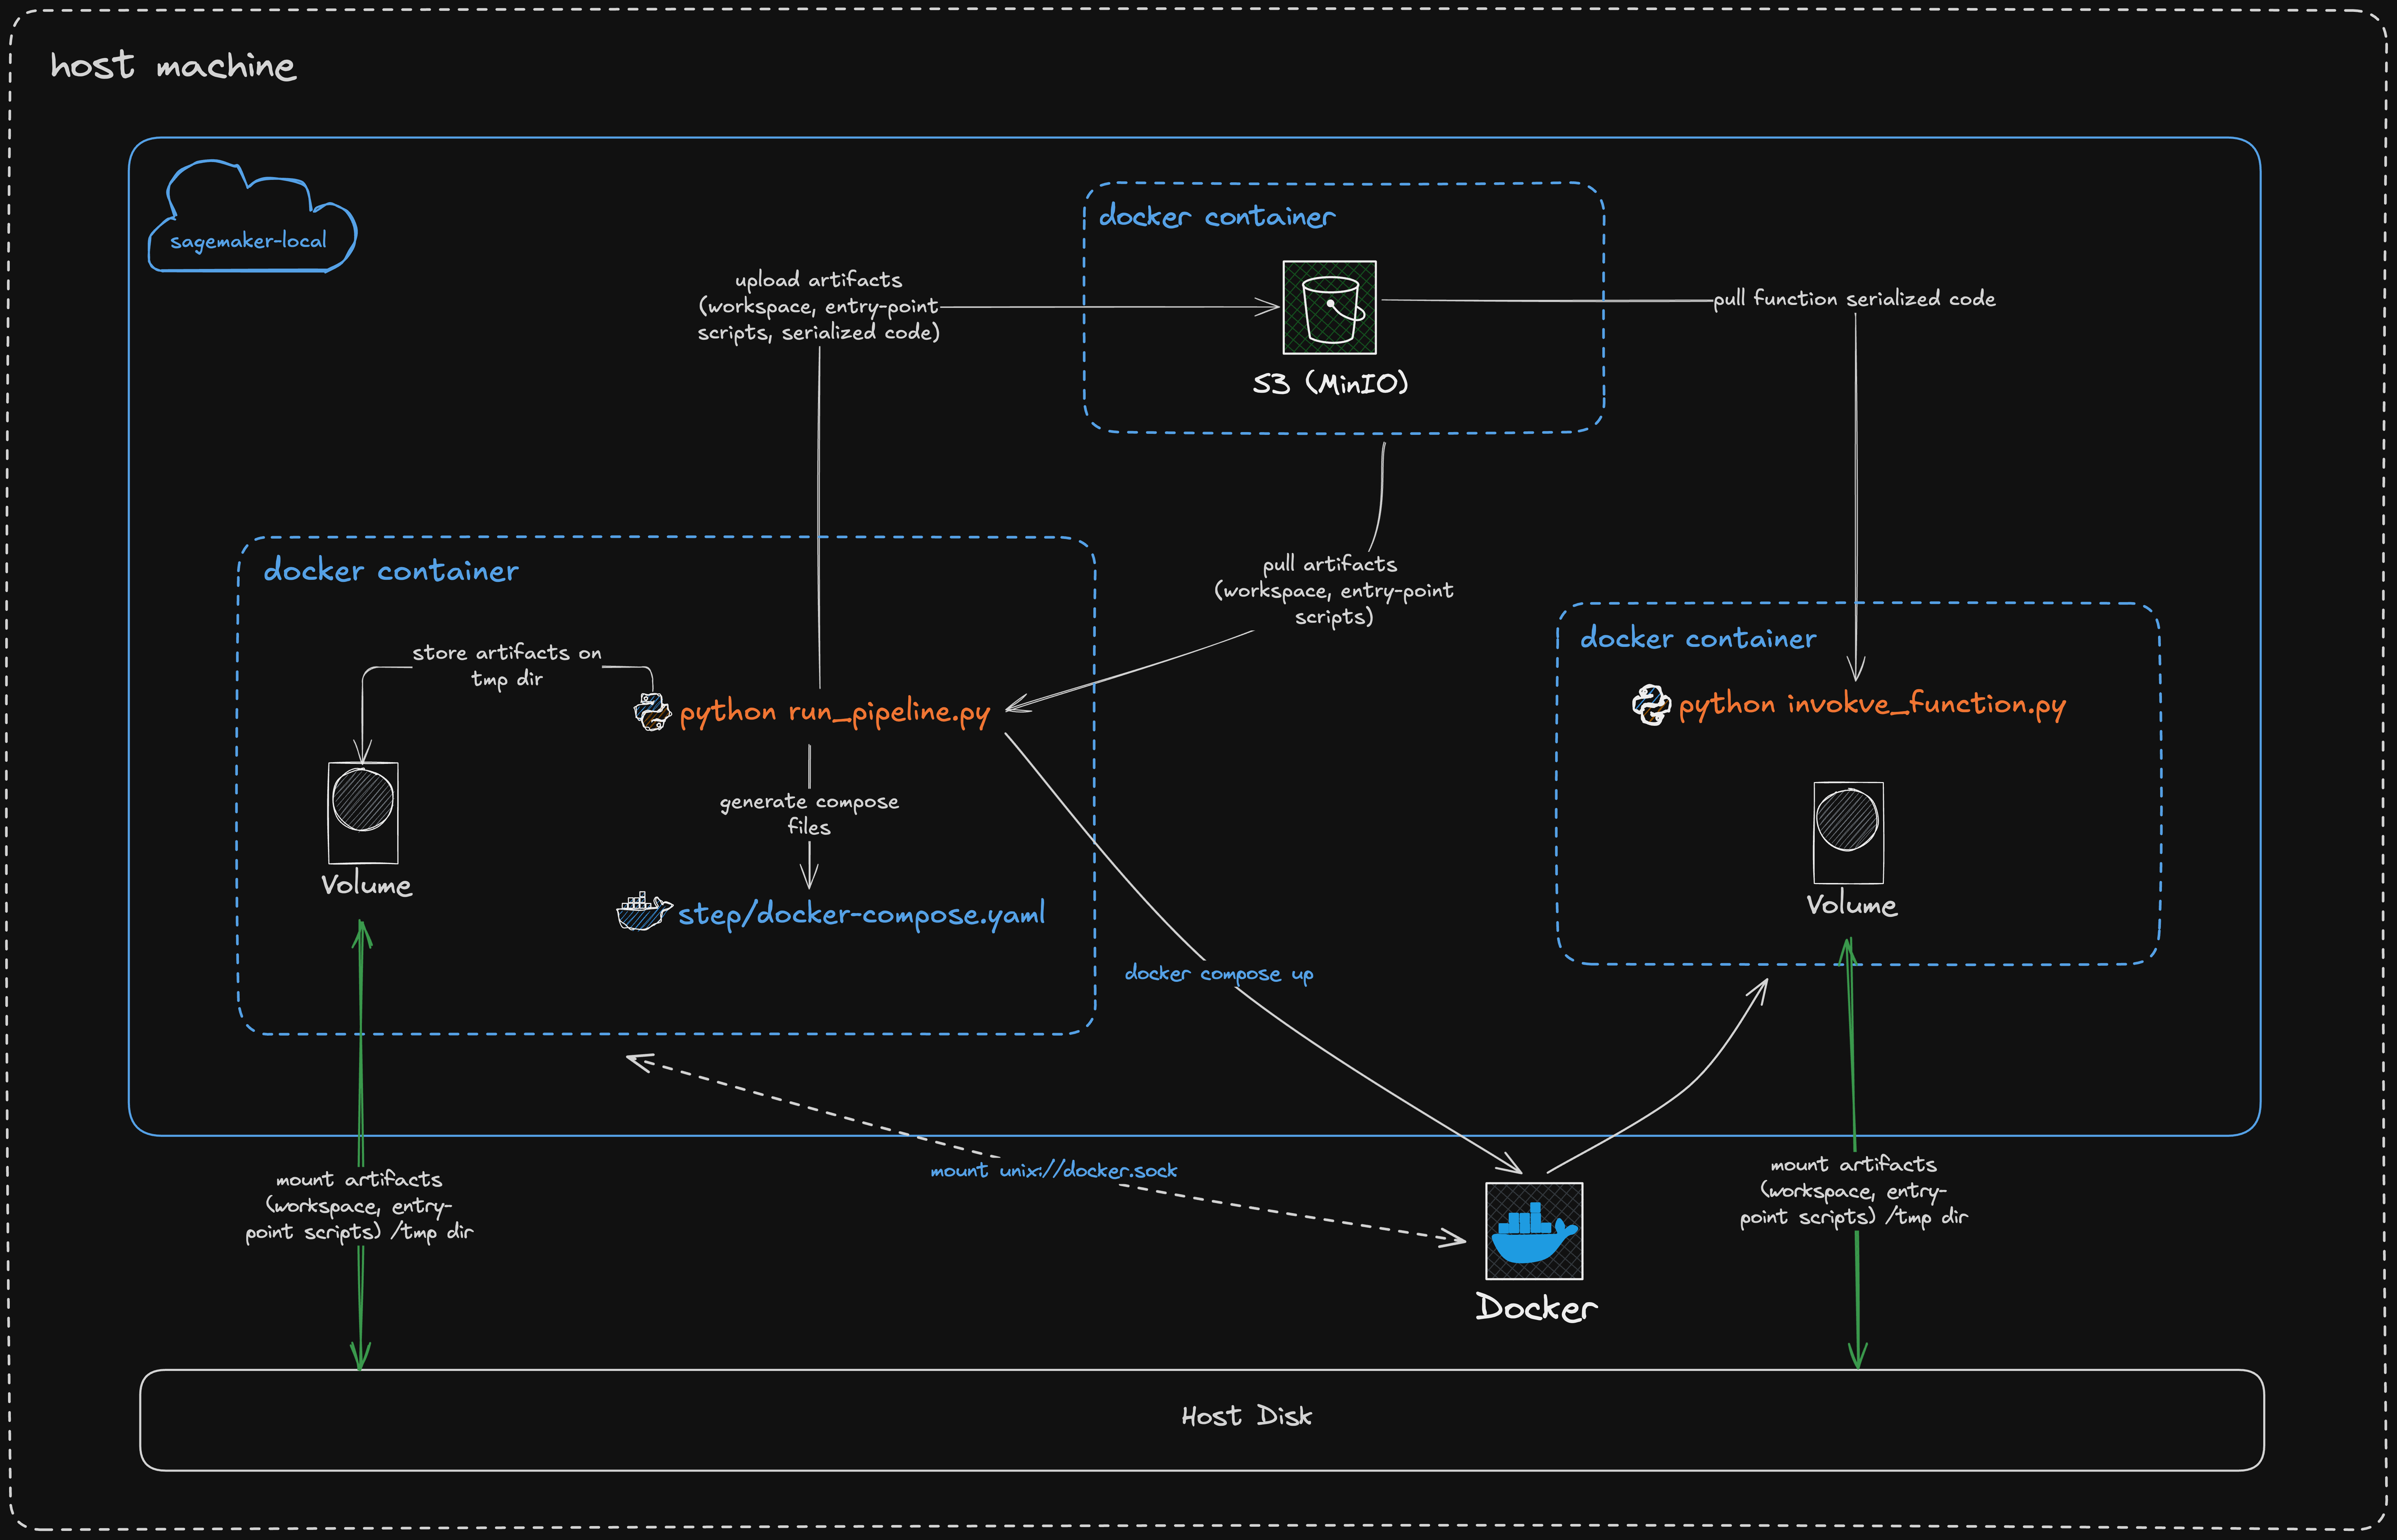 host machine
sagemaker-local
docker container
upload artifacts
(workspace, entry-point
scripts, serialized code)
pull function serialized code
S3 (MinIO)
docker container
pull artifacts
(workspace, entry-point
scripts)
docker container
store artifacts on
tmp dir
python run_pipeline.py
python invokve_function.py
generate compose
files
Volume
step/docker-compose.yaml
Volume
docker compose up
mount unix://docker.sock
mount artifacts
(workspace, entry-
point scripts) /tmp dir
mount artifacts
(workspace, entry-
point scripts) /tmp dir
Docker
Host Disk